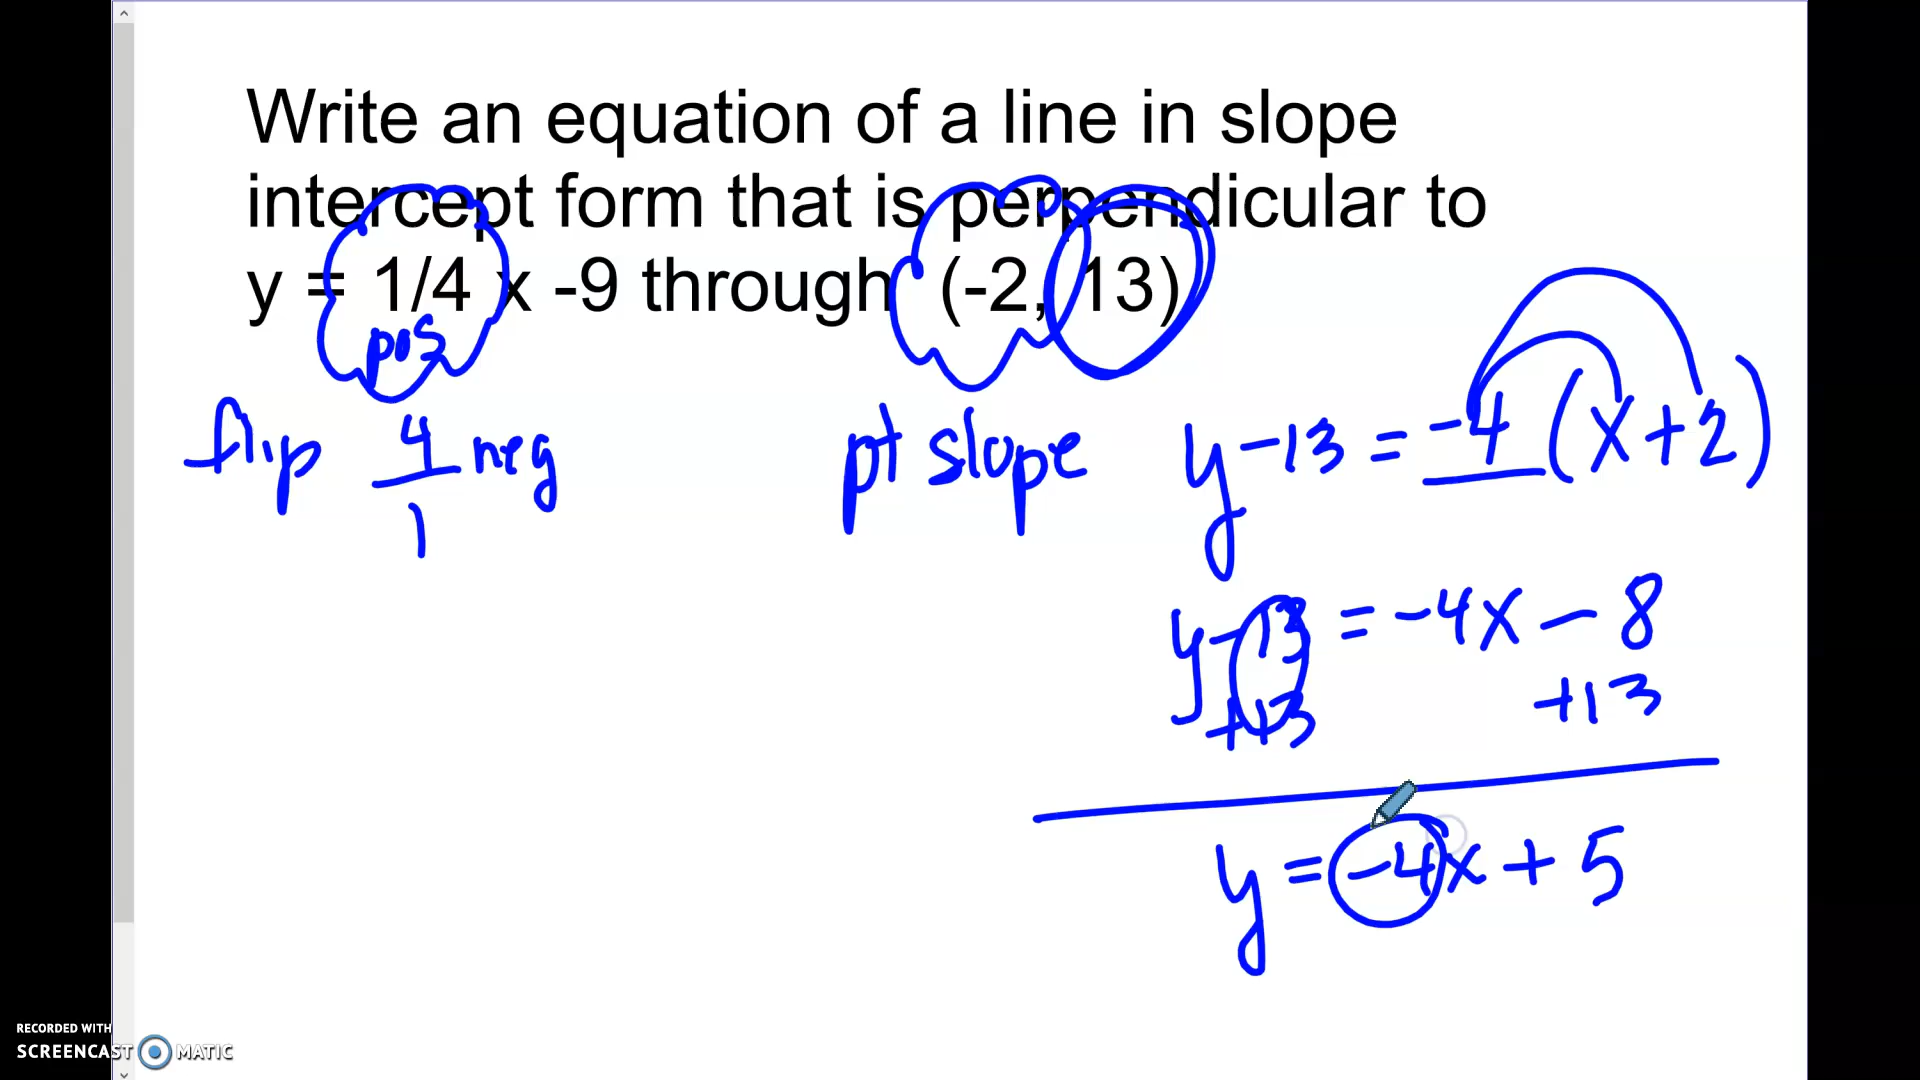 Write an equation of a line in slope
intercept form that is perpendicular to
y = 1/4 x -9 through (-2, 13)
pos
flip 4/1 neg
pt slope y-13 = -4(x+2)
y-13 = -4x - 8
+13 +13
y = -4x + 5
RECORDED WITH
SCREENCAST MATIC